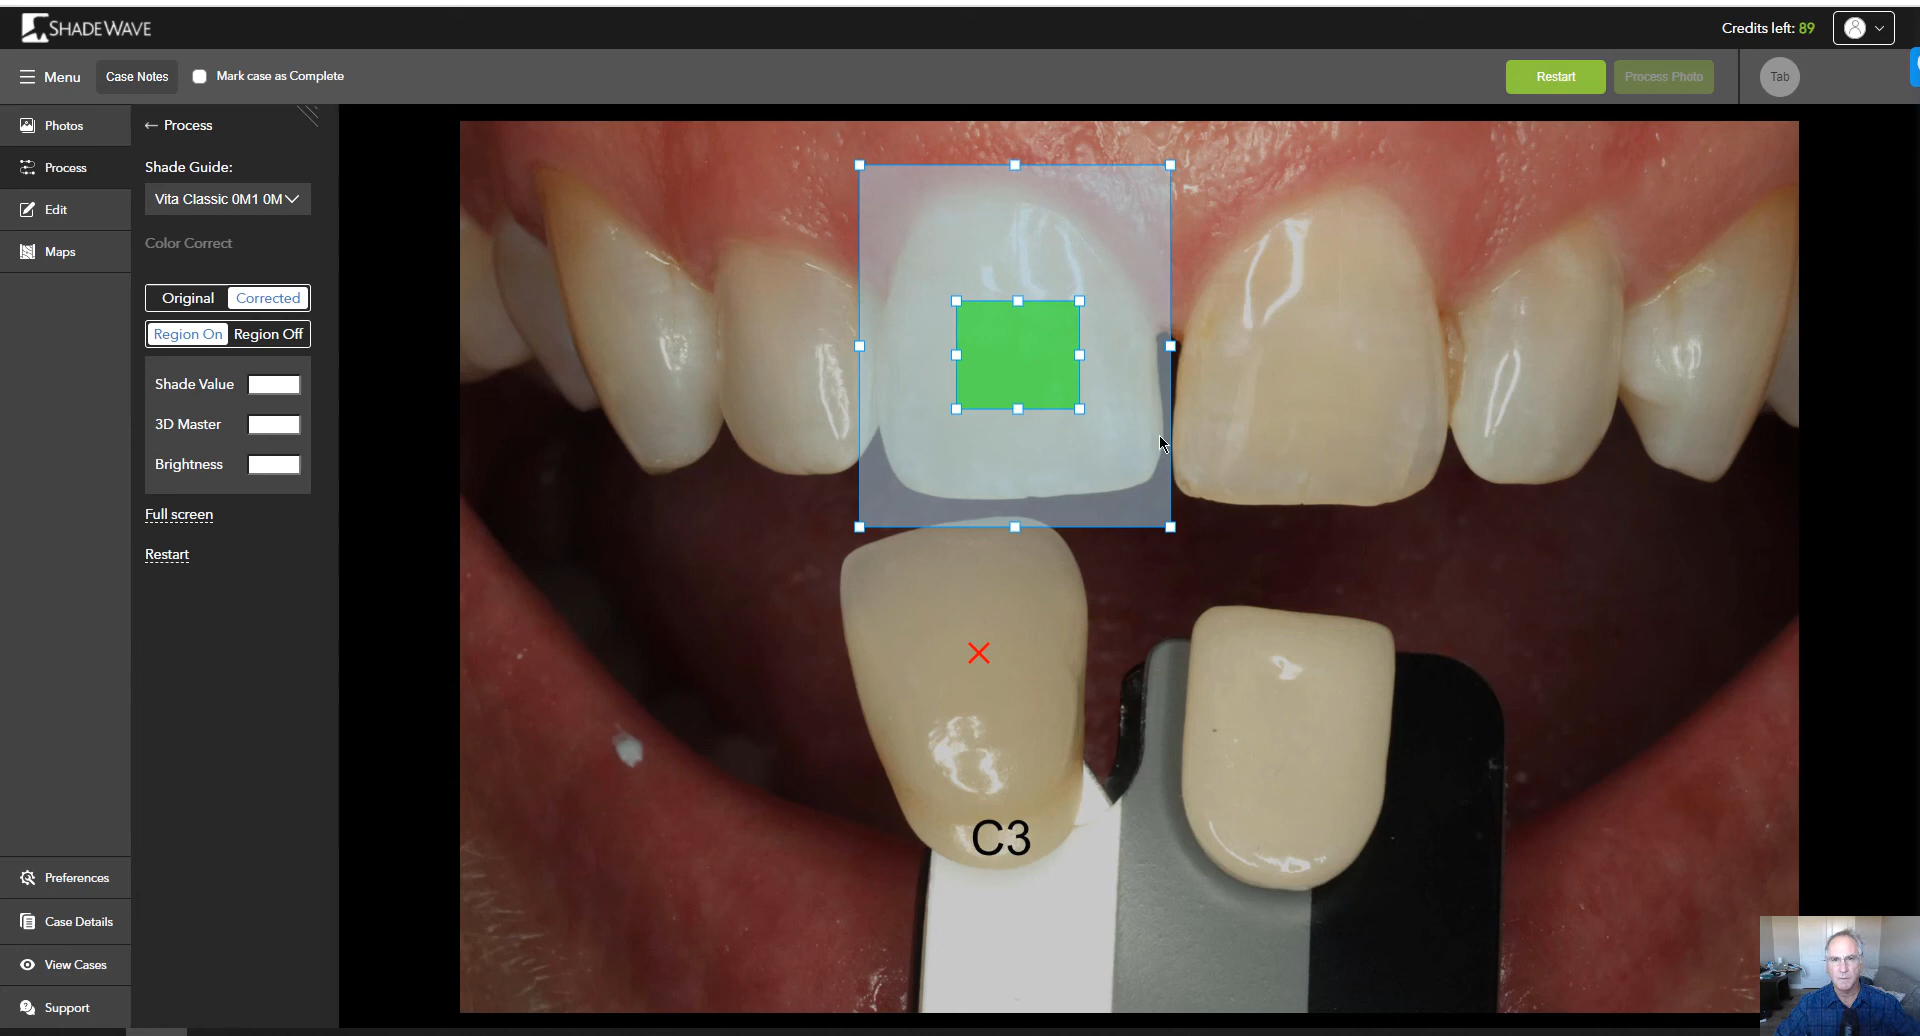 SHADEWAVE
Credits left: 89
Menu
Case Notes
Mark case as Complete
Restart
Process Photo
Tab
Photos
Process
Edit
Maps
← Process
Shade Guide:
Vita Classic 0M1 0M
Color Correct
Original
Corrected
Region On
Region Off
Shade Value
3D Master
Brightness
Full screen
Restart
C3
Preferences
Case Details
View Cases
Support